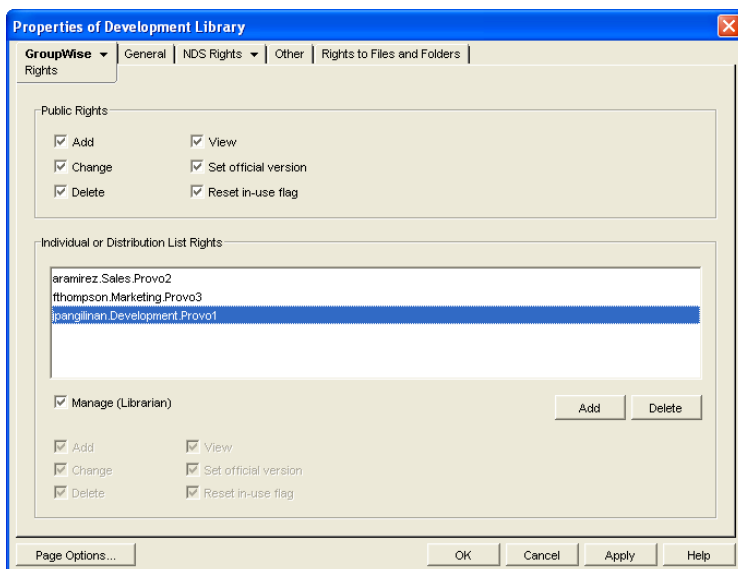 Properties of Development Library
GroupWise General NDS Rights Other Rights to Files and Folders
Rights
Public Rights
Add View
Change Set official version
Delete Reset in-use flag
Individual or Distribution List Rights
aramirez.Sales.Provo2
fthompson.Marketing.Provo3
jpangilinan.Development.Provo1
Manage (Librarian) Add Delete
Add View
Change Set official version
Delete Reset in-use flag
Page Options... OK Cancel Apply Help